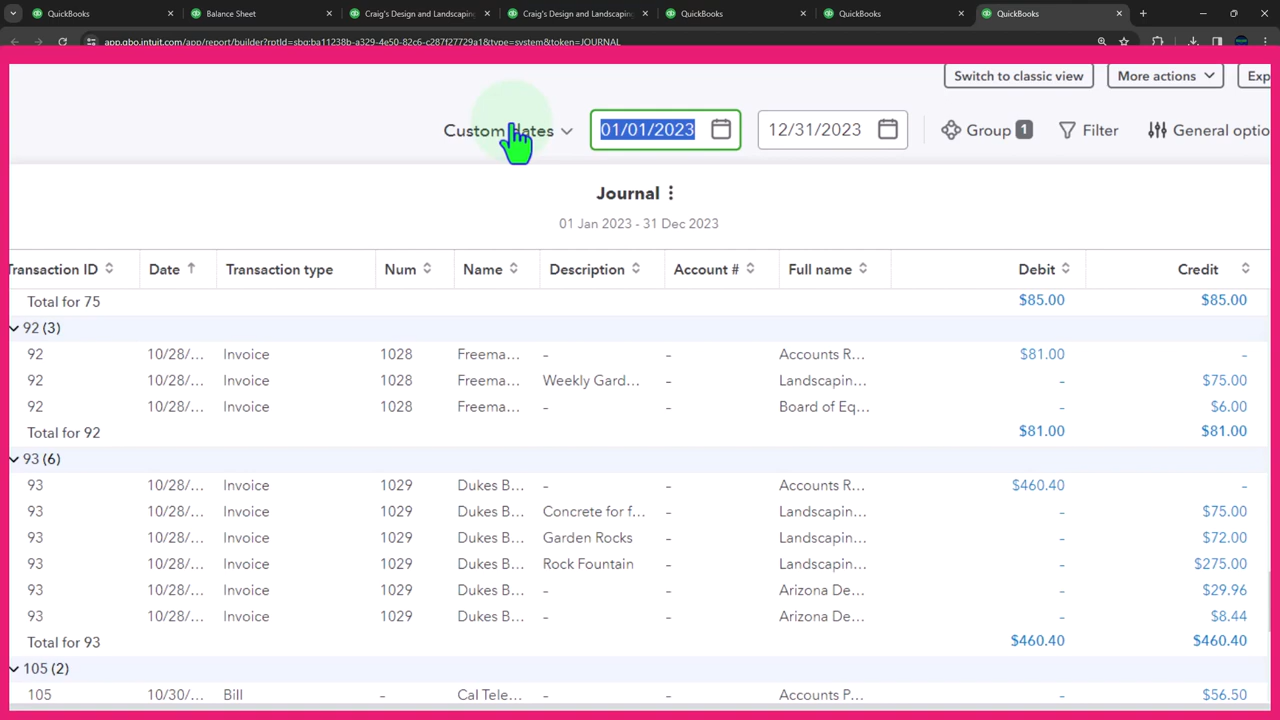 QuickBooks Balance Sheet Craig's Design and Landscaping Craig's Design and Landscaping QuickBooks QuickBooks QuickBooks
app.qbo.intuit.com/app/report/builder?rptId=sbg:ba11238b-a329-4e50-82c6-c287f27729a1&type=system&token=JOURNAL
Switch to classic view More actions Exp
Custom dates 01/01/2023 12/31/2023 Group 1 Filter General optio
Journal
01 Jan 2023 - 31 Dec 2023
Transaction ID Date Transaction type Num Name Description Account # Full name Debit Credit
Total for 75 $85.00 $85.00
92 (3)
92 10/28/... Invoice 1028 Freema... - - Accounts R... $81.00 -
92 10/28/... Invoice 1028 Freema... Weekly Gard... - Landscapin... - $75.00
92 10/28/... Invoice 1028 Freema... - - Board of Eq... - $6.00
Total for 92 $81.00 $81.00
93 (6)
93 10/28/... Invoice 1029 Dukes B... - - Accounts R... $460.40 -
93 10/28/... Invoice 1029 Dukes B... Concrete for f... - Landscapin... - $75.00
93 10/28/... Invoice 1029 Dukes B... Garden Rocks - Landscapin... - $72.00
93 10/28/... Invoice 1029 Dukes B... Rock Fountain - Landscapin... - $275.00
93 10/28/... Invoice 1029 Dukes B... - - Arizona De... - $29.96
93 10/28/... Invoice 1029 Dukes B... - - Arizona De... - $8.44
Total for 93 $460.40 $460.40
105 (2)
105 10/30/... Bill - Cal Tele... - - Accounts P... - $56.50